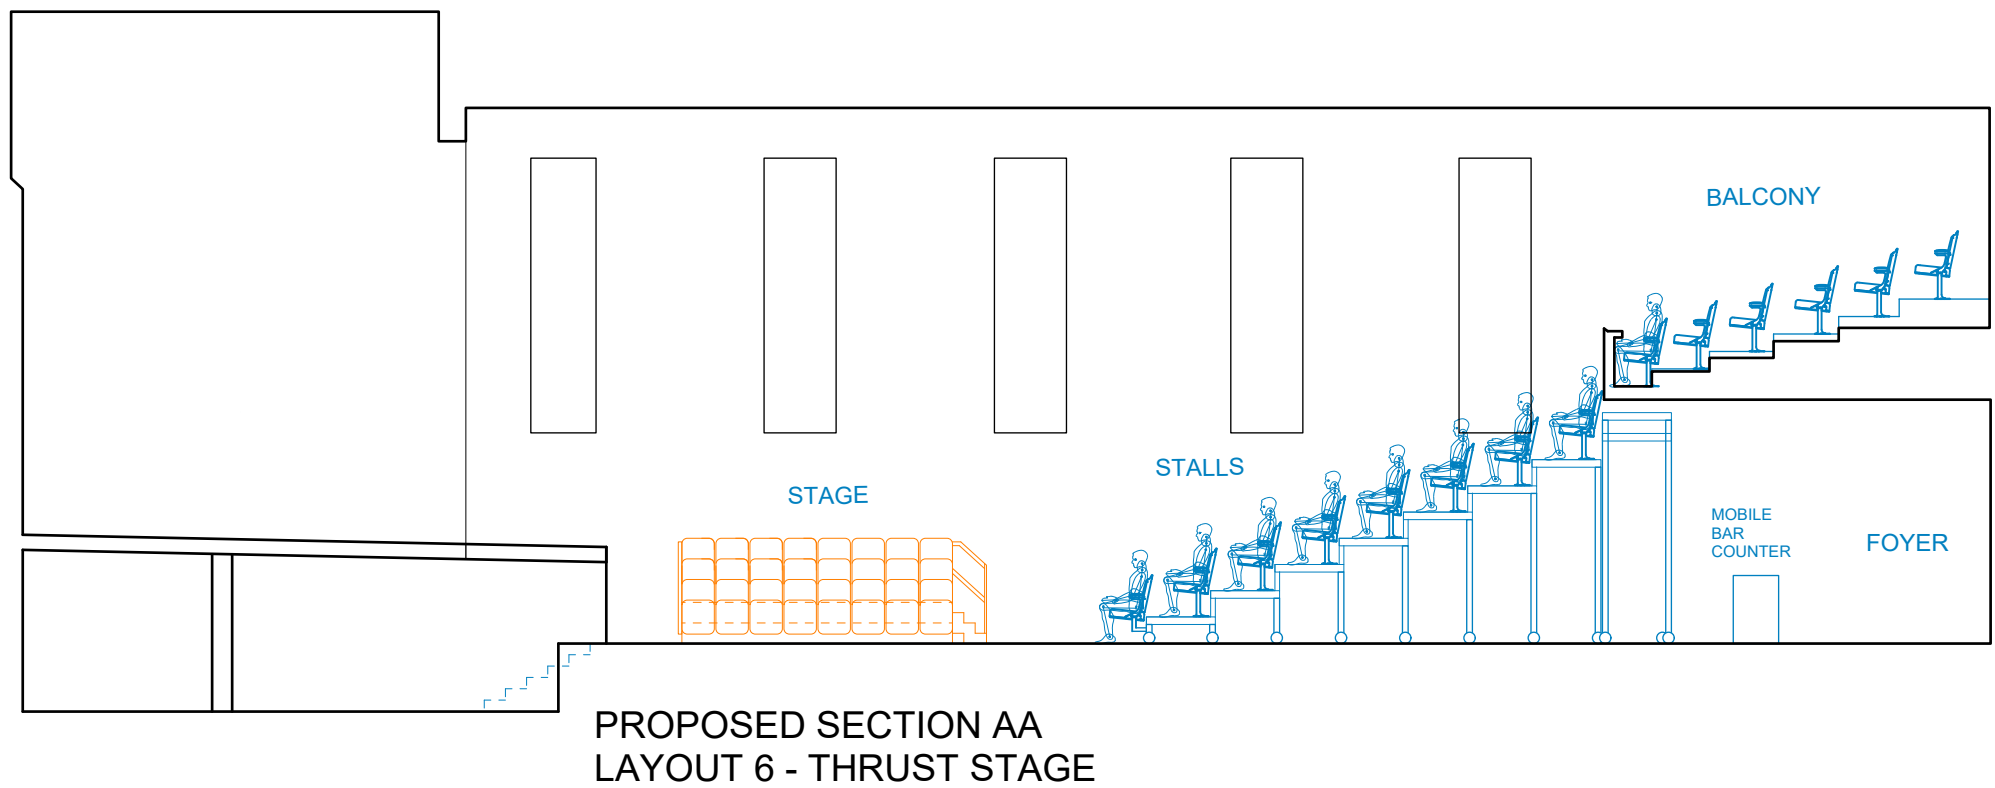 BALCONY
STALLS
STAGE
MOBILE
BAR
COUNTER
FOYER
PROPOSED SECTION AA
LAYOUT 6 - THRUST STAGE